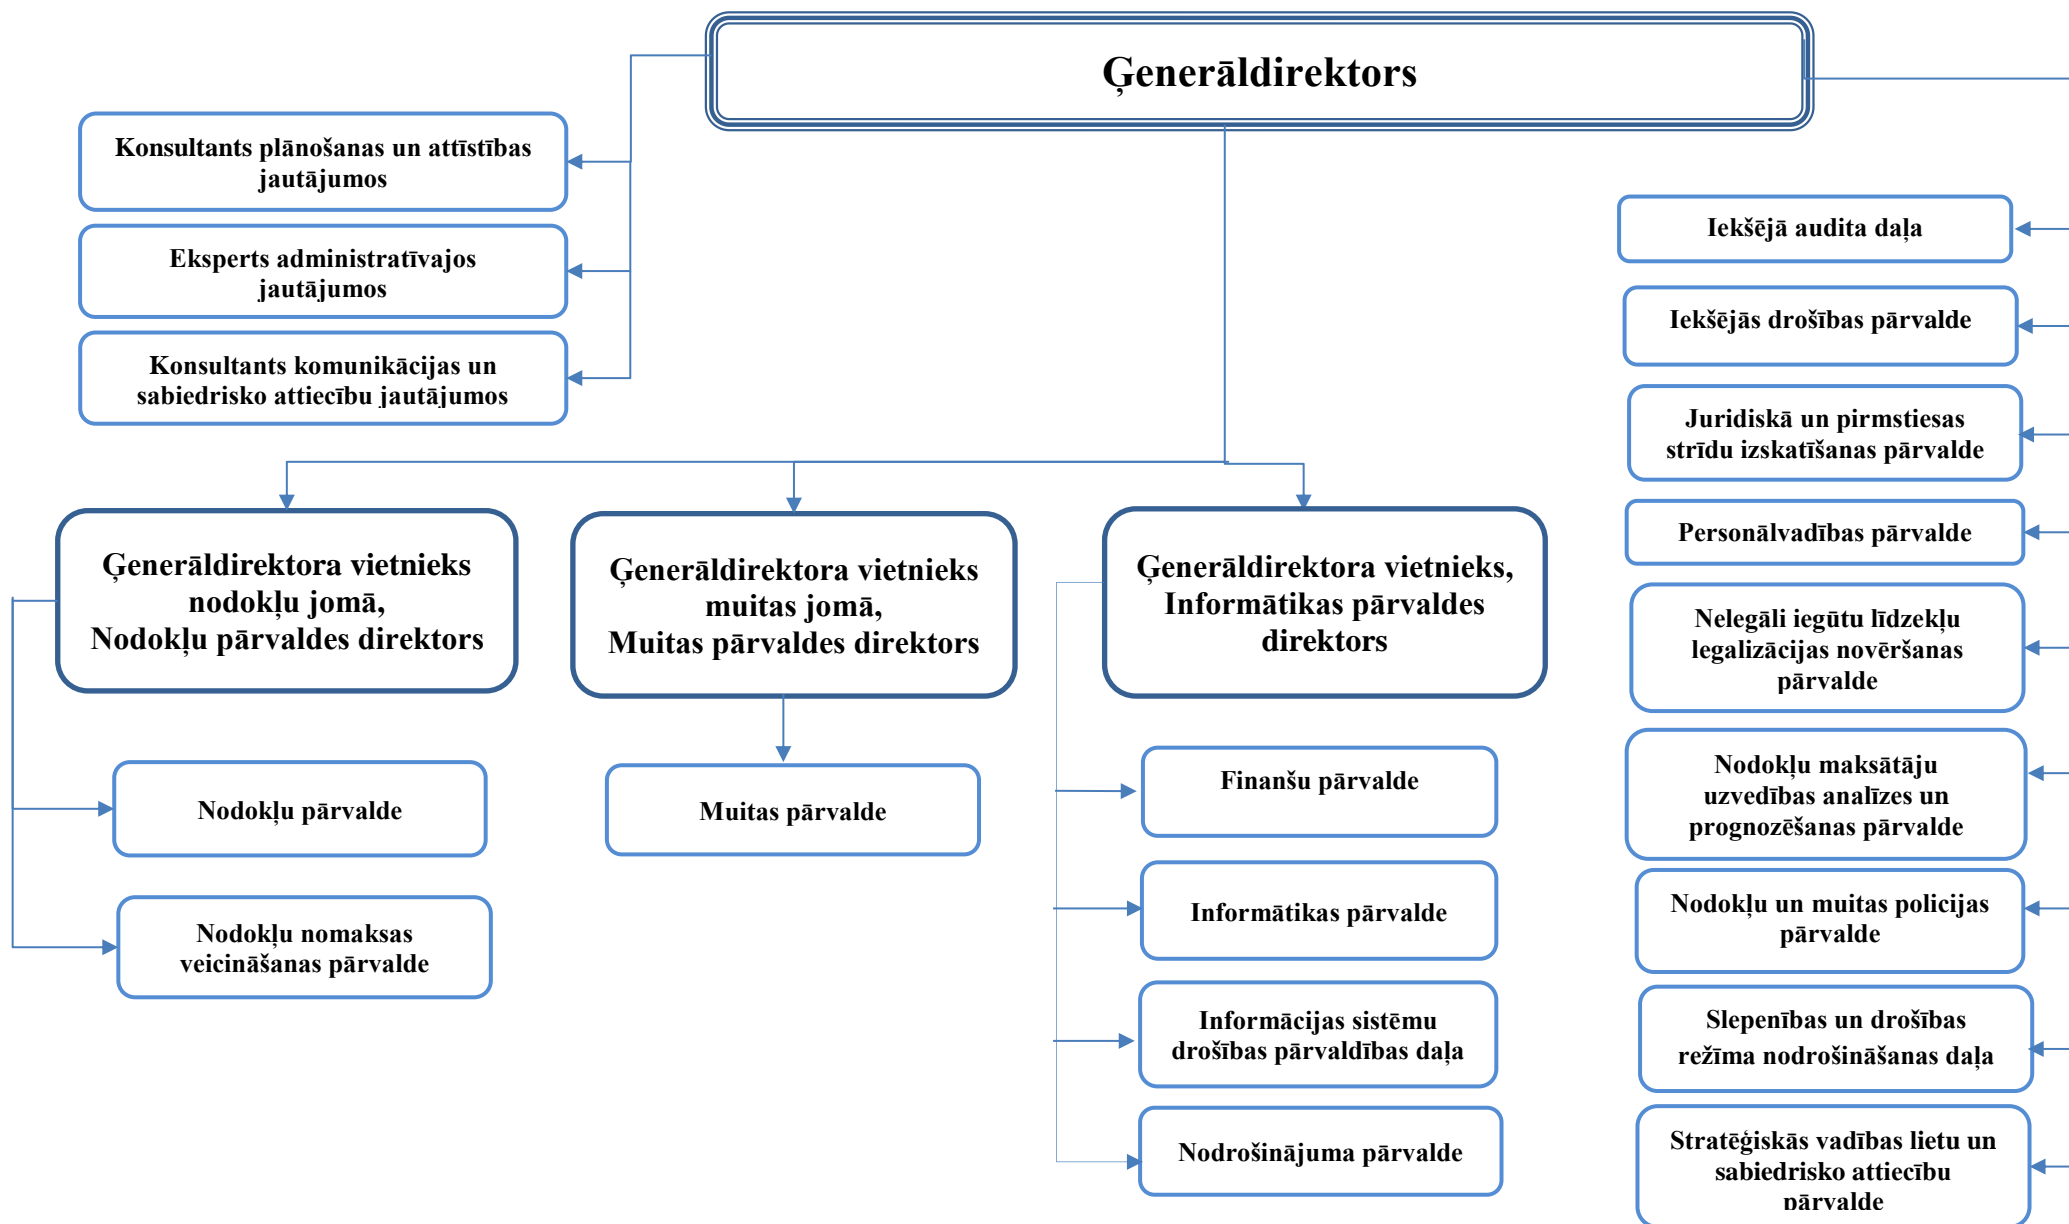 Ģenerāldirektors
Konsultants plānošanas un attīstības
jautājumos
Eksperts administratīvajos
jautājumos
Konsultants komunikācijas un
sabiedrisko attiecību jautājumos
Ģenerāldirektora vietnieks
nodokļu jomā,
Nodokļu pārvaldes direktors
Nodokļu pārvalde
Nodokļu nomaksas
veicināšanas pārvalde
Ģenerāldirektora vietnieks
muitas jomā,
Muitas pārvaldes direktors
Muitas pārvalde
Ģenerāldirektora vietnieks,
Informātikas pārvaldes
direktors
Finanšu pārvalde
Informātikas pārvalde
Informācijas sistēmu
drošības pārvaldības daļa
Nodrošinājuma pārvalde
Iekšējā audita daļa
Iekšējās drošības pārvalde
Juridiskā un pirmstiesas
strīdu izskatīšanas pārvalde
Personālvadības pārvalde
Nelegāli iegūtu līdzekļu
legalizācijas novēršanas
pārvalde
Nodokļu maksātāju
uzvedības analīzes un
prognozēšanas pārvalde
Nodokļu un muitas policijas
pārvalde
Slepenības un drošības
režīma nodrošināšanas daļa
Stratēģiskās vadības lietu un
sabiedrisko attiecību
pārvalde